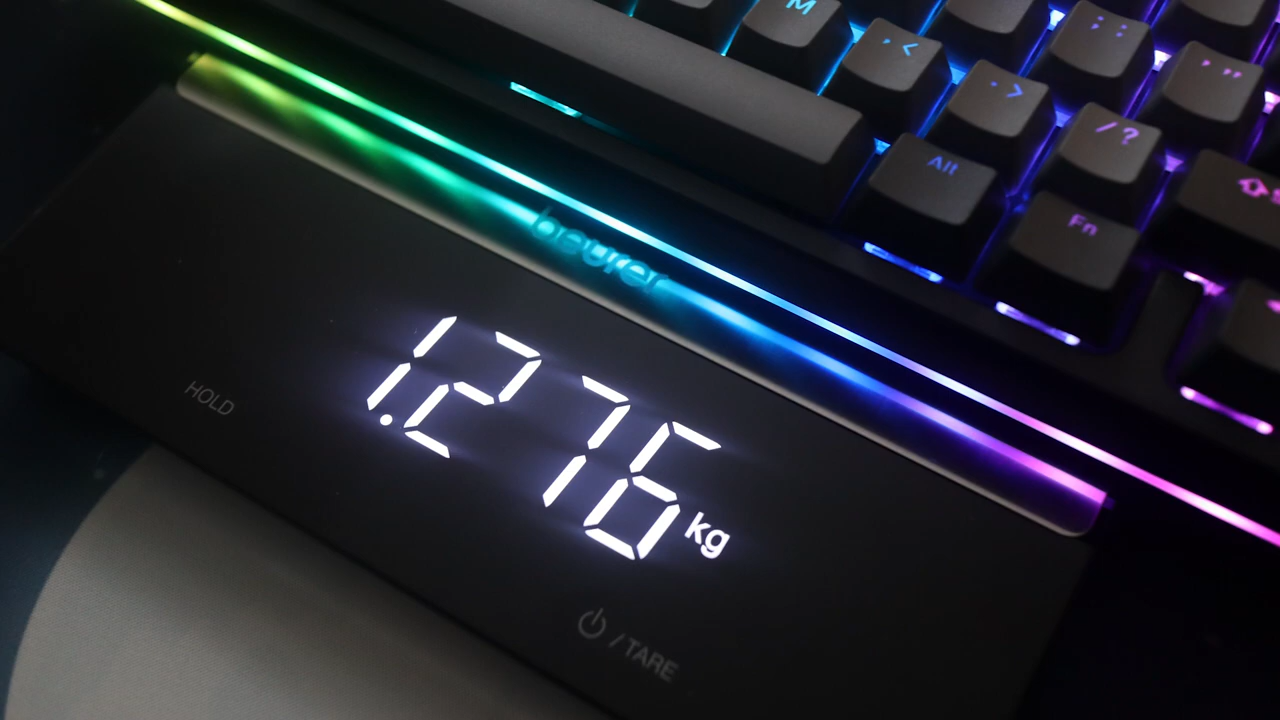 M
, <
. >
; :
' "
/ ?
Alt
Fn
beurer
1.276 kg
HOLD
/ TARE